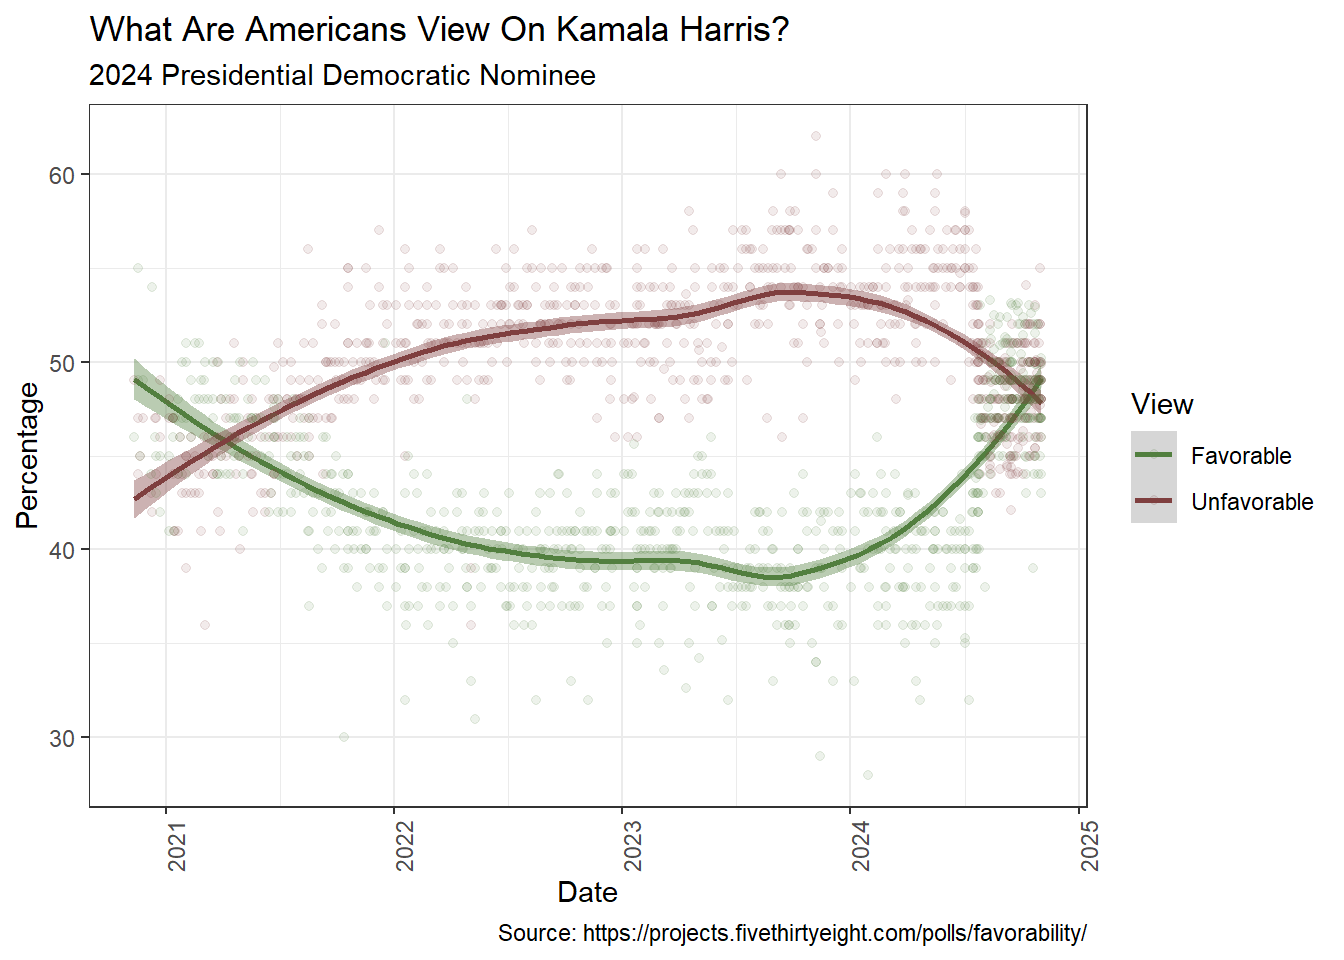 What Are Americans View On Kamala Harris?
2024 Presidential Democratic Nominee
60
50
40
30
Percentage
2021
2022
2023
2024
2025
Date
View
Favorable
Unfavorable
Source: https://projects.fivethirtyeight.com/polls/favorability/